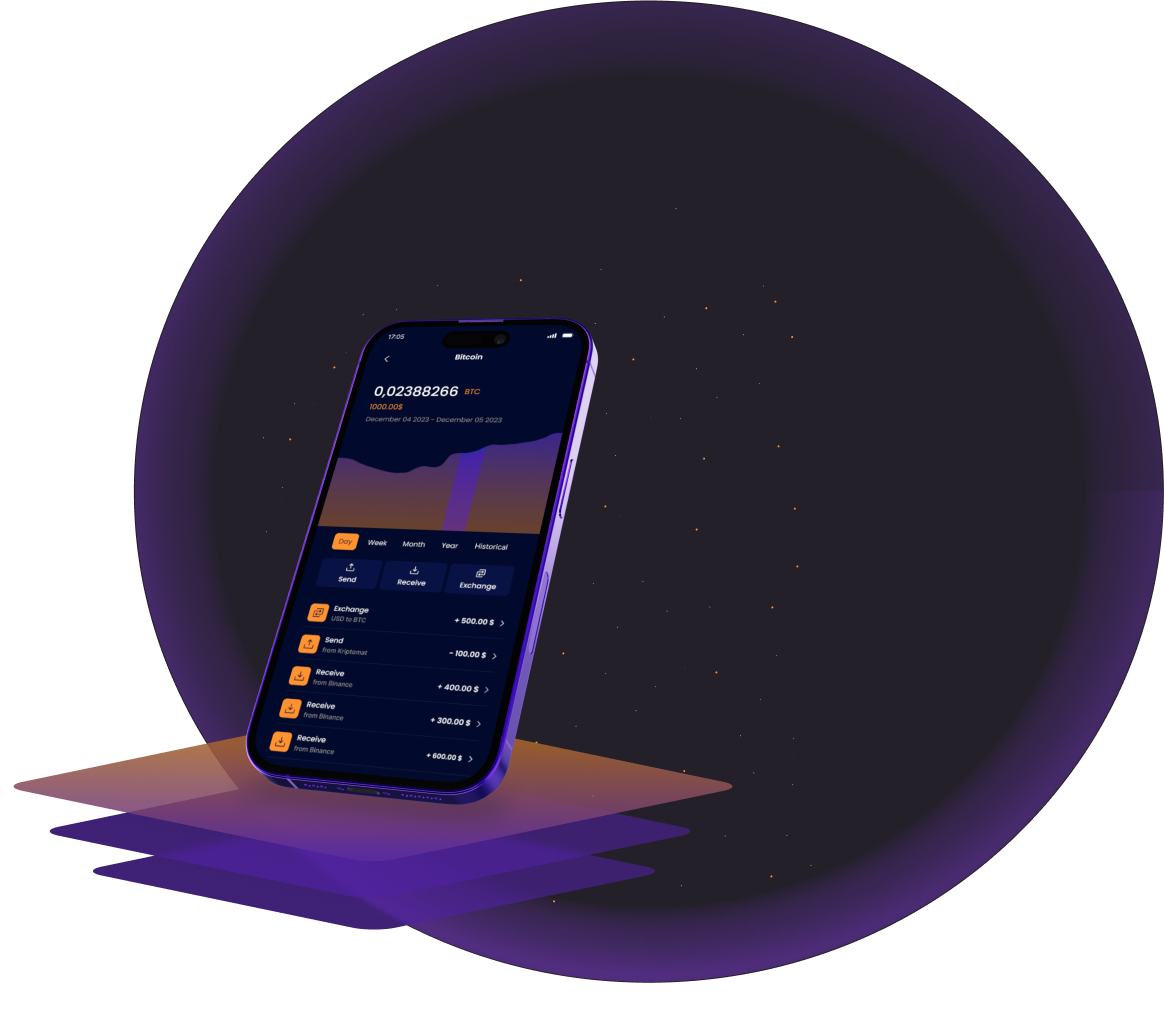 17:05
Bitcoin
0,02388266 BTC
1000.00$
December 04 2023 - December 05 2023
Day Week Month Year Historical
Send Receive Exchange
Exchange
USD to BTC
+ 500.00 $
Send
from Kriptomat
- 100.00 $
Receive
from Binance
+ 400.00 $
Receive
from Binance
+ 300.00 $
Receive
from Binance
+ 600.00 $